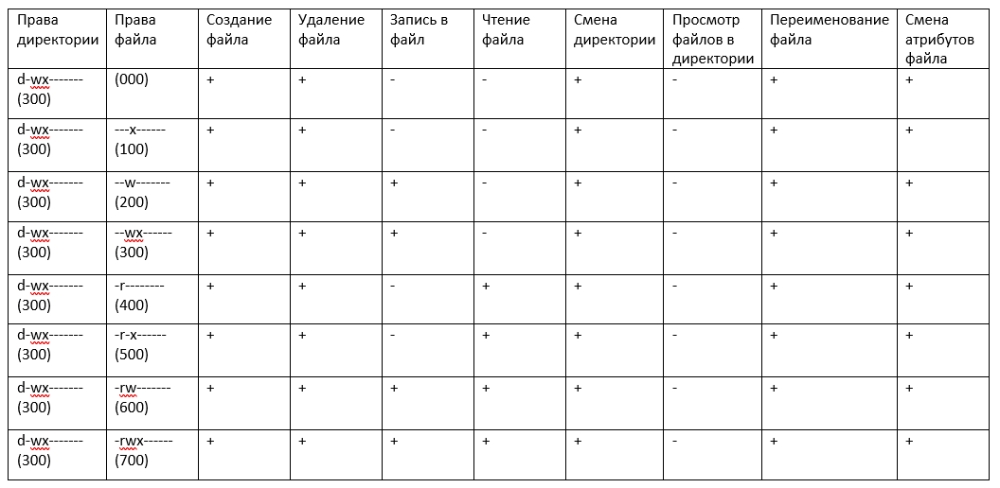 Права директории | Права файла | Создание файла | Удаление файла | Запись в файл | Чтение файла | Смена директории | Просмотр файлов в директории | Переименование файла | Смена атрибутов файла
d-wx------- (300) | (000) | + | + | - | - | + | - | + | +
d-wx------- (300) | ---x------ (100) | + | + | - | - | + | - | + | +
d-wx------- (300) | --w------- (200) | + | + | + | - | + | - | + | +
d-wx------- (300) | --wx------ (300) | + | + | + | - | + | - | + | +
d-wx------- (300) | -r-------- (400) | + | + | - | + | + | - | + | +
d-wx------- (300) | -r-x------ (500) | + | + | - | + | + | - | + | +
d-wx------- (300) | -rw------- (600) | + | + | + | + | + | - | + | +
d-wx------- (300) | -rwx------ (700) | + | + | + | + | + | - | + | +